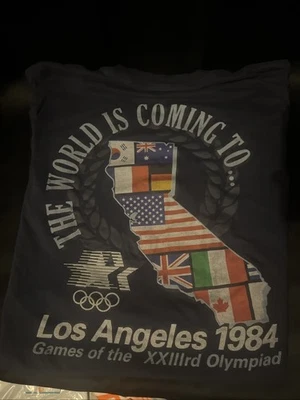 THE WORLD IS COMING TO...
Los Angeles 1984
Games of the XXIIIrd Olympiad